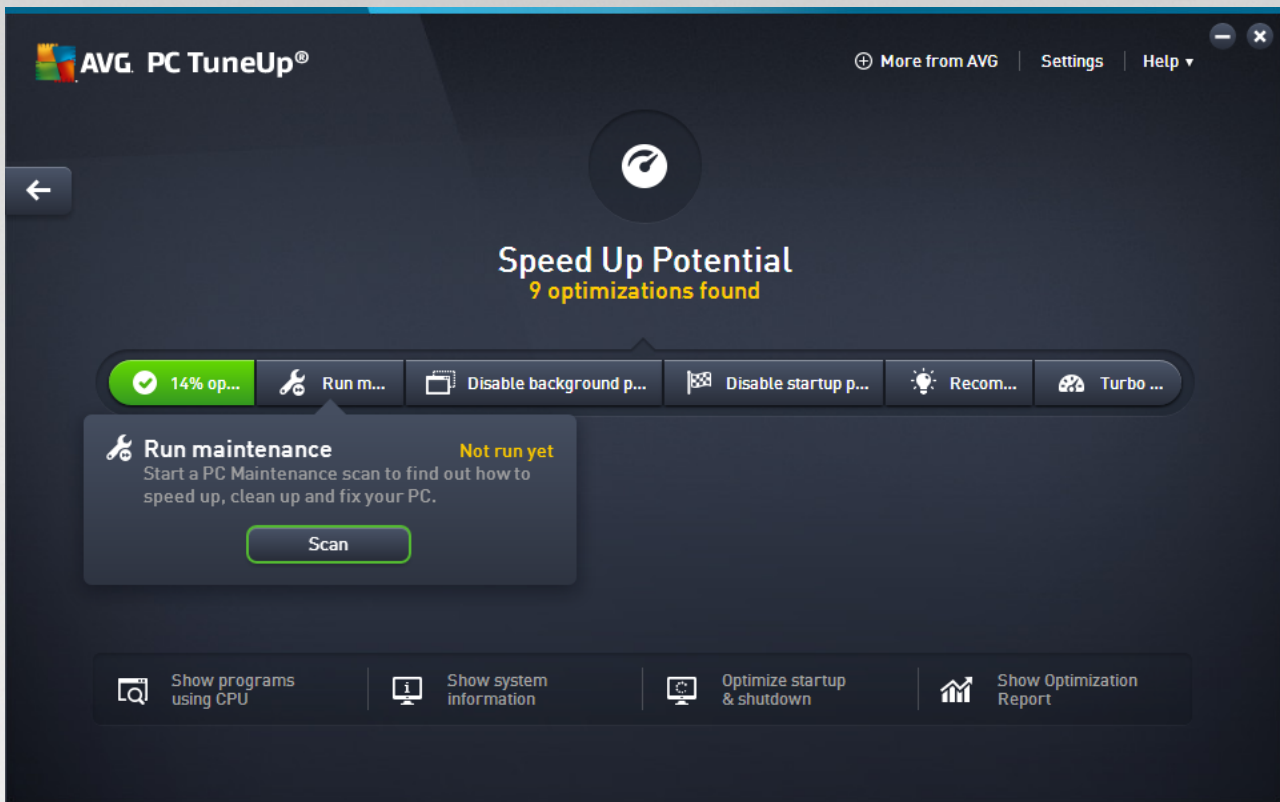 AVG. PC TuneUp®
More from AVG
Settings
Help
Speed Up Potential
9 optimizations found
14% op...
Run m...
Disable background p...
Disable startup p...
Recom...
Turbo ...
Run maintenance
Not run yet
Start a PC Maintenance scan to find out how to
speed up, clean up and fix your PC.
Scan
Show programs
using CPU
Show system
information
Optimize startup
& shutdown
Show Optimization
Report